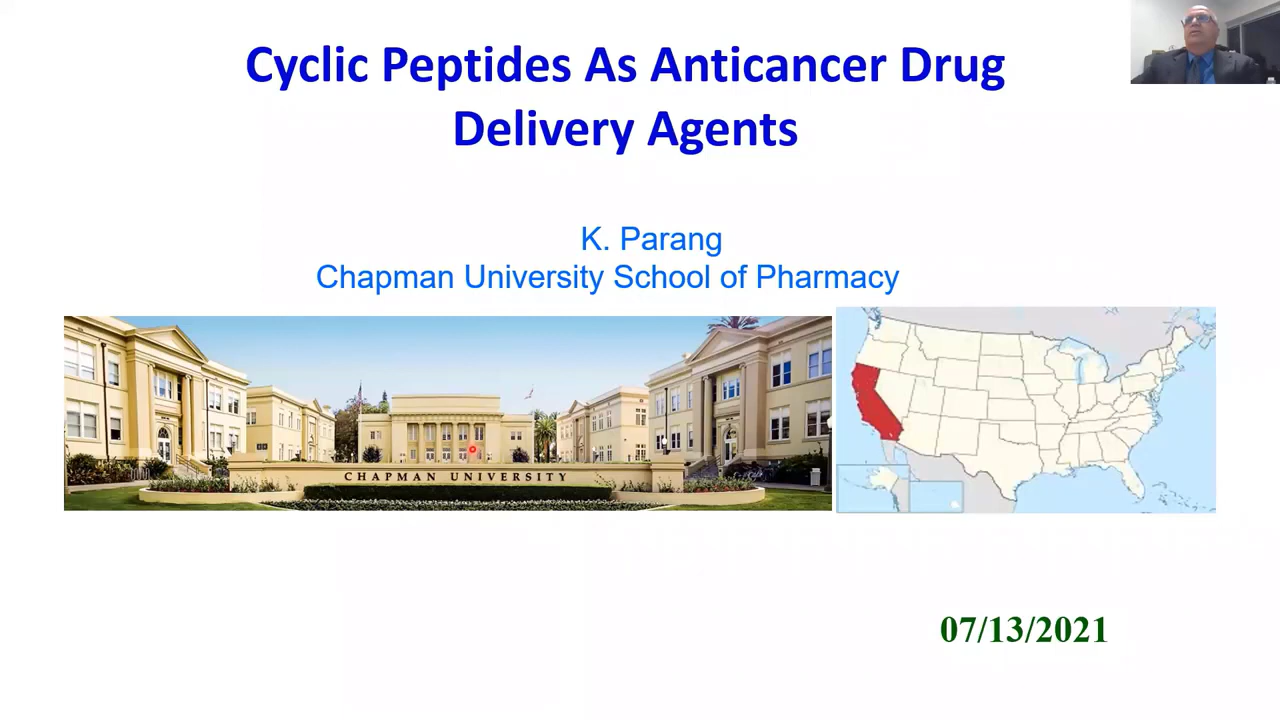 Cyclic Peptides As Anticancer Drug
Delivery Agents
K. Parang
Chapman University School of Pharmacy
CHAPMAN UNIVERSITY
07/13/2021